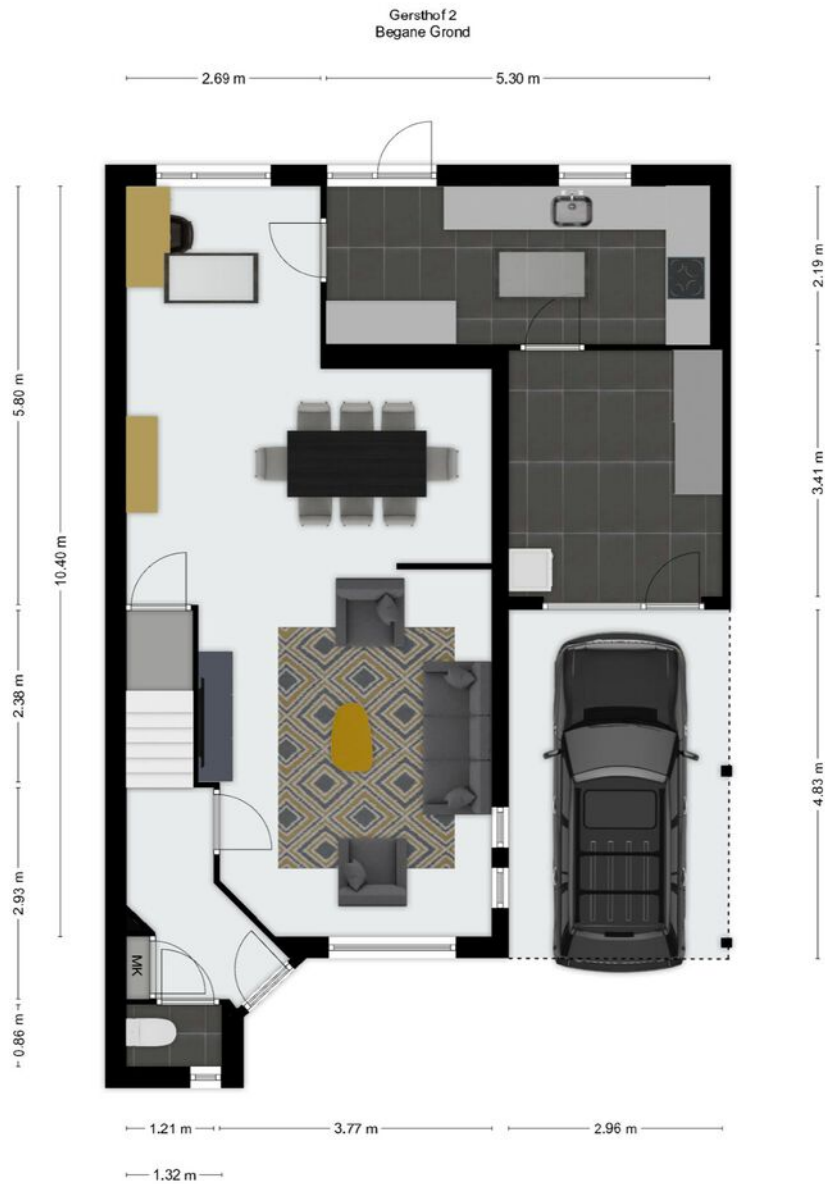 Gersthof 2
Begane Grond
2.69 m
5.30 m
2.19 m
5.80 m
3.41 m
10.40 m
2.38 m
4.83 m
2.93 m
MK
0.86 m
1.21 m
3.77 m
2.96 m
1.32 m